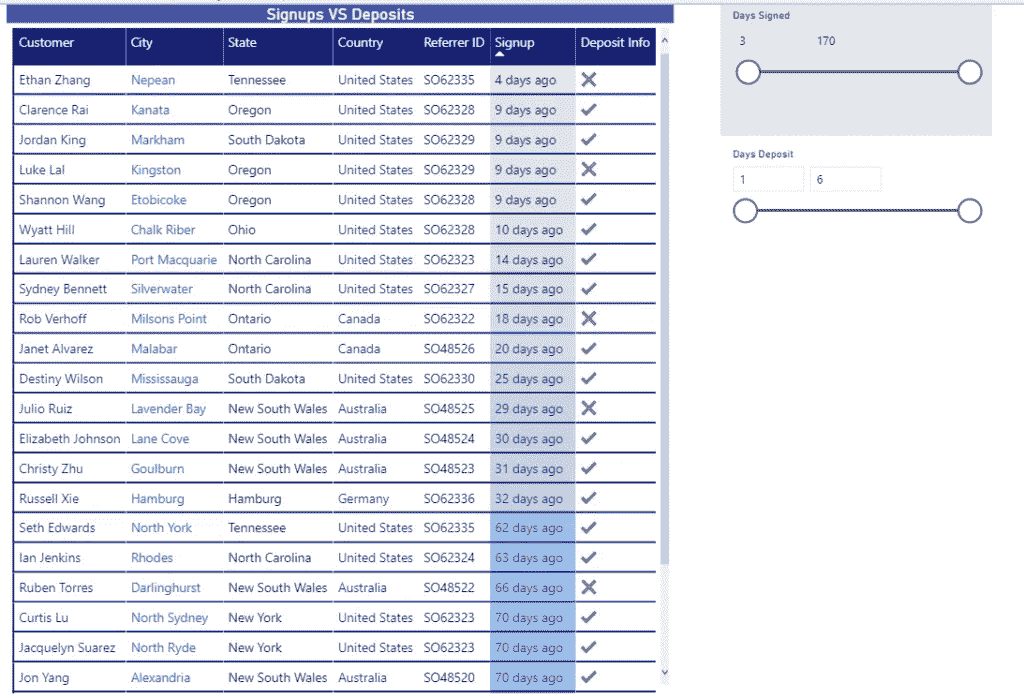 Signups VS Deposits
Customer City State Country Referrer ID Signup Deposit Info
Ethan Zhang Nepean Tennessee United States SO62335 4 days ago
Clarence Rai Kanata Oregon United States SO62328 9 days ago
Jordan King Markham South Dakota United States SO62329 9 days ago
Luke Lal Kingston Oregon United States SO62329 9 days ago
Shannon Wang Etobicoke Oregon United States SO62328 9 days ago
Wyatt Hill Chalk Riber Ohio United States SO62328 10 days ago
Lauren Walker Port Macquarie North Carolina United States SO62323 14 days ago
Sydney Bennett Silverwater North Carolina United States SO62327 15 days ago
Rob Verhoff Milsons Point Ontario Canada SO62322 18 days ago
Janet Alvarez Malabar Ontario Canada SO48526 20 days ago
Destiny Wilson Mississauga South Dakota United States SO62330 25 days ago
Julio Ruiz Lavender Bay New South Wales Australia SO48525 29 days ago
Elizabeth Johnson Lane Cove New South Wales Australia SO48524 30 days ago
Christy Zhu Goulburn New South Wales Australia SO48523 31 days ago
Russell Xie Hamburg Hamburg Germany SO62336 32 days ago
Seth Edwards North York Tennessee United States SO62335 62 days ago
Ian Jenkins Rhodes North Carolina United States SO62324 63 days ago
Ruben Torres Darlinghurst New South Wales Australia SO48522 66 days ago
Curtis Lu North Sydney New York United States SO62323 70 days ago
Jacquelyn Suarez North Ryde New York United States SO62323 70 days ago
Jon Yang Alexandria New South Wales Australia SO48520 70 days ago
Days Signed
3 170
Days Deposit
1 6